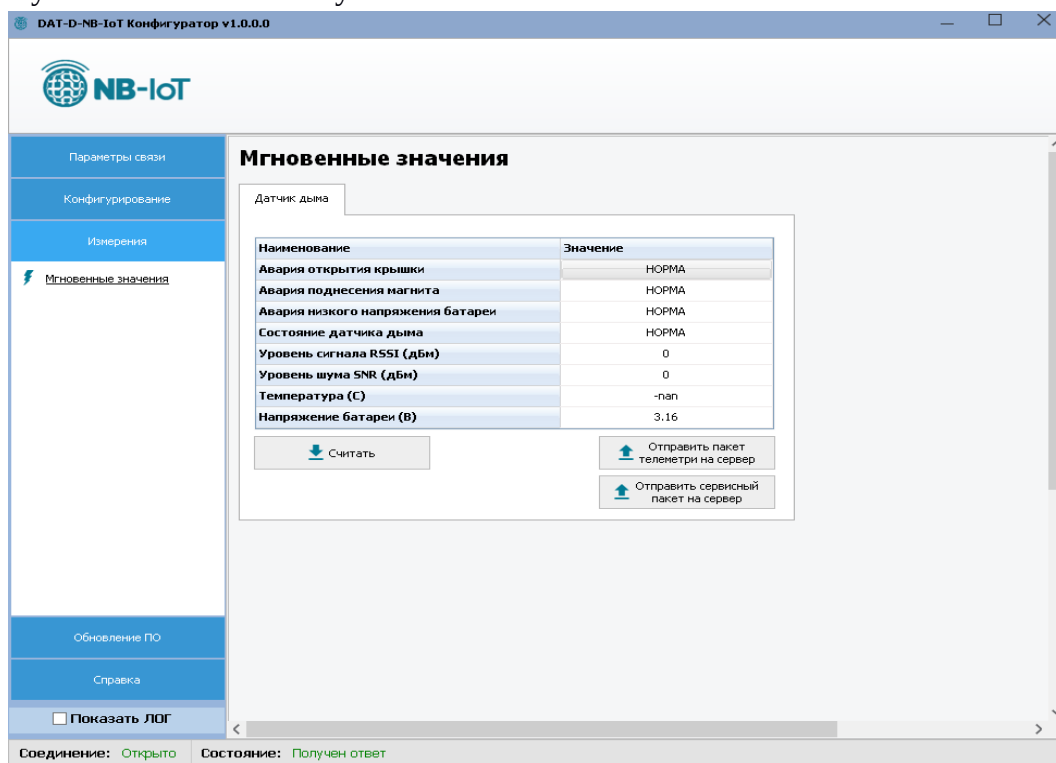 DAT-D-NB-IoT Конфигуратор v1.0.0.0
NB-IoT
Параметры связи
Конфигурирование
Измерения
Мгновенные значения
Обновление ПО
Справка
Показать ЛОГ
Мгновенные значения
Датчик дыма
Наименование Значение
Авария открытия крышки НОРМА
Авария поднесения магнита НОРМА
Авария низкого напряжения батареи НОРМА
Состояние датчика дыма НОРМА
Уровень сигнала RSSI (дБм) 0
Уровень шума SNR (дБм) 0
Температура (С) -nan
Напряжение батареи (В) 3.16
Считать
Отправить пакет
телеметри на сервер
Отправить сервисный
пакет на сервер
Соединение: Открыто Состояние: Получен ответ